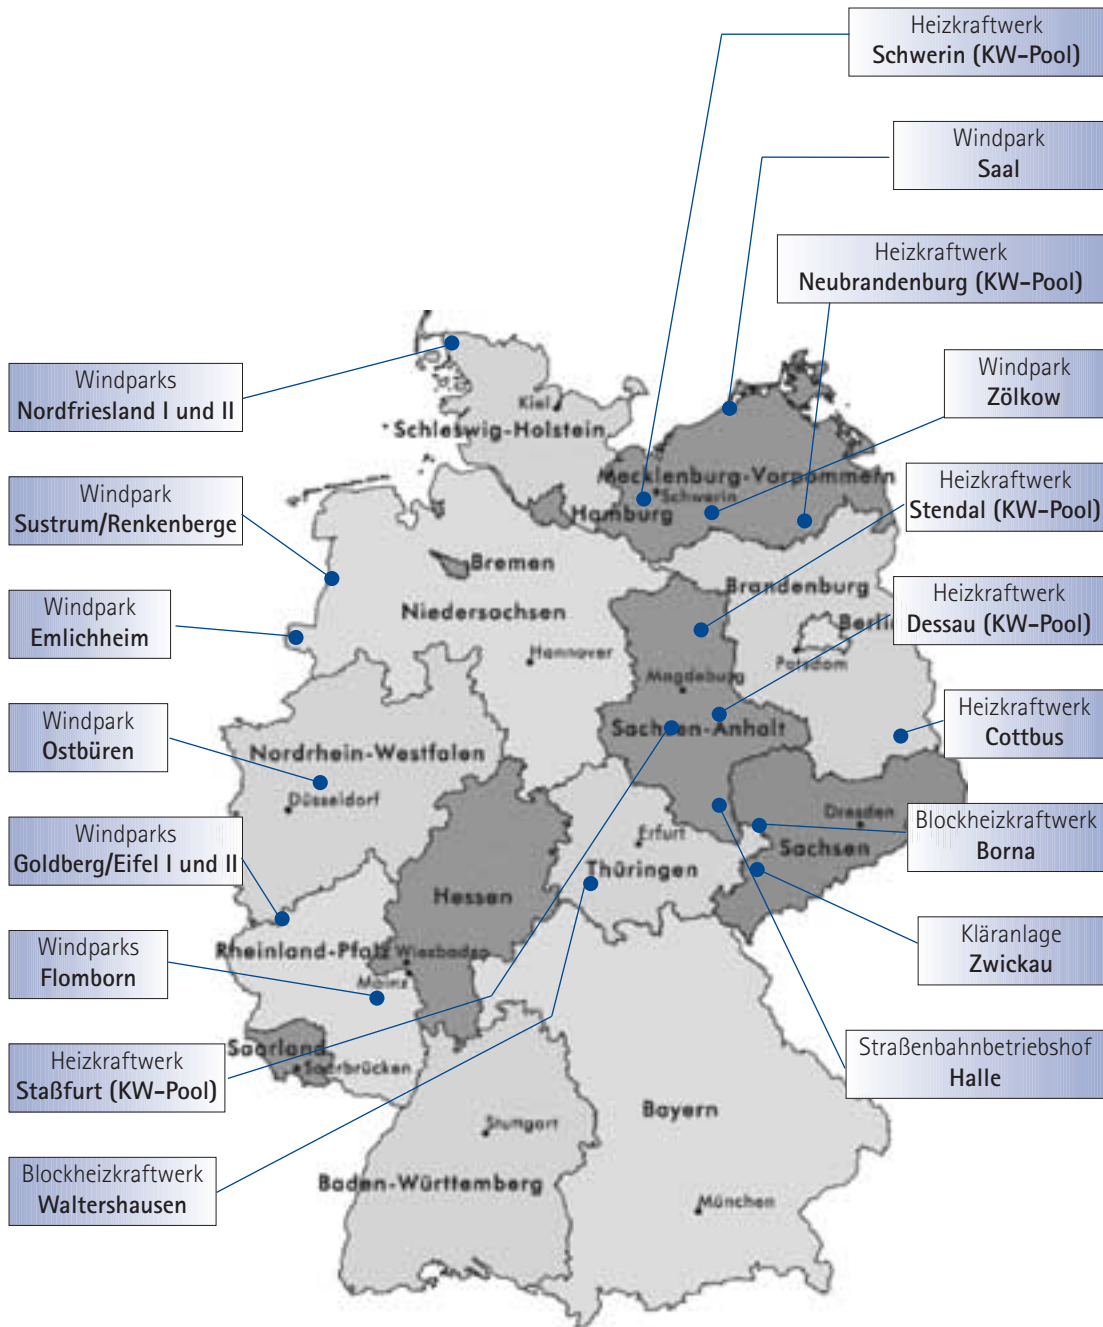 Heizkraftwerk
Schwerin (KW-Pool)
Windpark
Saal
Heizkraftwerk
Neubrandenburg (KW-Pool)
Windpark
Zölkow
Heizkraftwerk
Stendal (KW-Pool)
Heizkraftwerk
Dessau (KW-Pool)
Heizkraftwerk
Cottbus
Blockheizkraftwerk
Borna
Kläranlage
Zwickau
Straßenbahnbetriebshof
Halle
Windparks
Nordfriesland I und II
Windpark
Sustrum/Renkenberge
Windpark
Emlichheim
Windpark
Ostbüren
Windparks
Goldberg/Eifel I und II
Windparks
Flomborn
Heizkraftwerk
Staßfurt (KW-Pool)
Blockheizkraftwerk
Waltershausen
Kiel
Schleswig-Holstein
Mecklenburg-Vorpommern
Schwerin
Hamburg
Bremen
Brandenburg
Niedersachsen
Berlin
Hannover
Potsdam
Magdeburg
Sachsen-Anhalt
Nordrhein-Westfalen
Düsseldorf
Dresden
Erfurt
Sachsen
Thüringen
Hessen
Rheinland-Pfalz
Wiesbaden
Mainz
Saarland
Saarbrücken
Bayern
Stuttgart
Baden-Württemberg
München